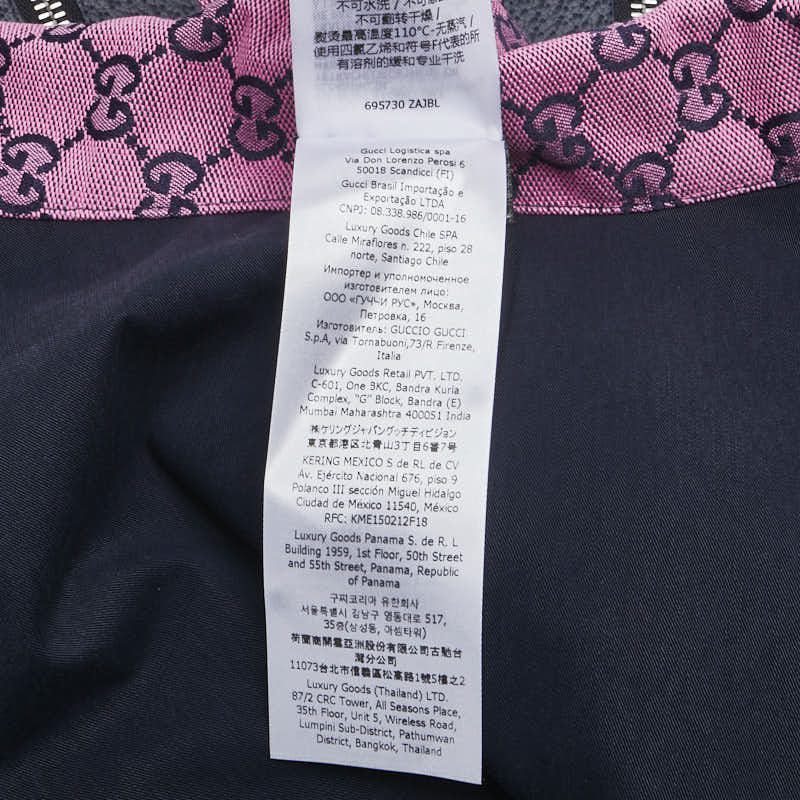 不可水洗 / 不可漂白
不可翻转干燥 /
熨烫最高温度110℃-无蒸汽 /
使用四氯乙烯和符号F代表的所
有溶剂的缓和专业干洗
695730 ZAJBL
Gucci Logistica spa
Via Don Lorenzo Perosi 6
50018 Scandicci (FI)
Gucci Brasil Importação e
Exportação LTDA
CNPJ: 08.338.986/0001-16
Luxury Goods Chile SPA
Calle Miraflores n. 222, piso 28
norte, Santiago Chile
Импортер и уполномоченное
изготовителем лицо:
ООО «ГУЧЧИ РУС», Москва,
Петровка, 16
Изготовитель: GUCCIO GUCCI
S.p.A, via Tornabuoni,73/R Firenze,
Italia
Luxury Goods Retail PVT. LTD.
C-601, One BKC, Bandra Kurla
Complex, "G" Block, Bandra (E)
Mumbai Maharashtra 400051 India
㈱ケリングジャパングッチディビジョン
東京都港区北青山3丁目6番7号
KERING MEXICO S de RL de CV
Av. Ejército Nacional 676, piso 9
Polanco III sección Miguel Hidalgo
Ciudad de México 11540, México
RFC: KME150212F18
Luxury Goods Panama S. de R. L
Building 1959, 1st Floor, 50th Street
and 55th Street, Panama, Republic
of Panama
구찌코리아 유한회사
서울특별시 강남구 영동대로 517,
35층(삼성동, 아셈타워)
荷蘭商開雲亞洲股份有限公司古馳台
灣分公司
11073台北市信義區松高路1號5樓之2
Luxury Goods (Thailand) LTD.
87/2 CRC Tower, All Seasons Place,
35th Floor, Unit 5, Wireless Road,
Lumpini Sub-District, Pathumwan
District, Bangkok, Thailand